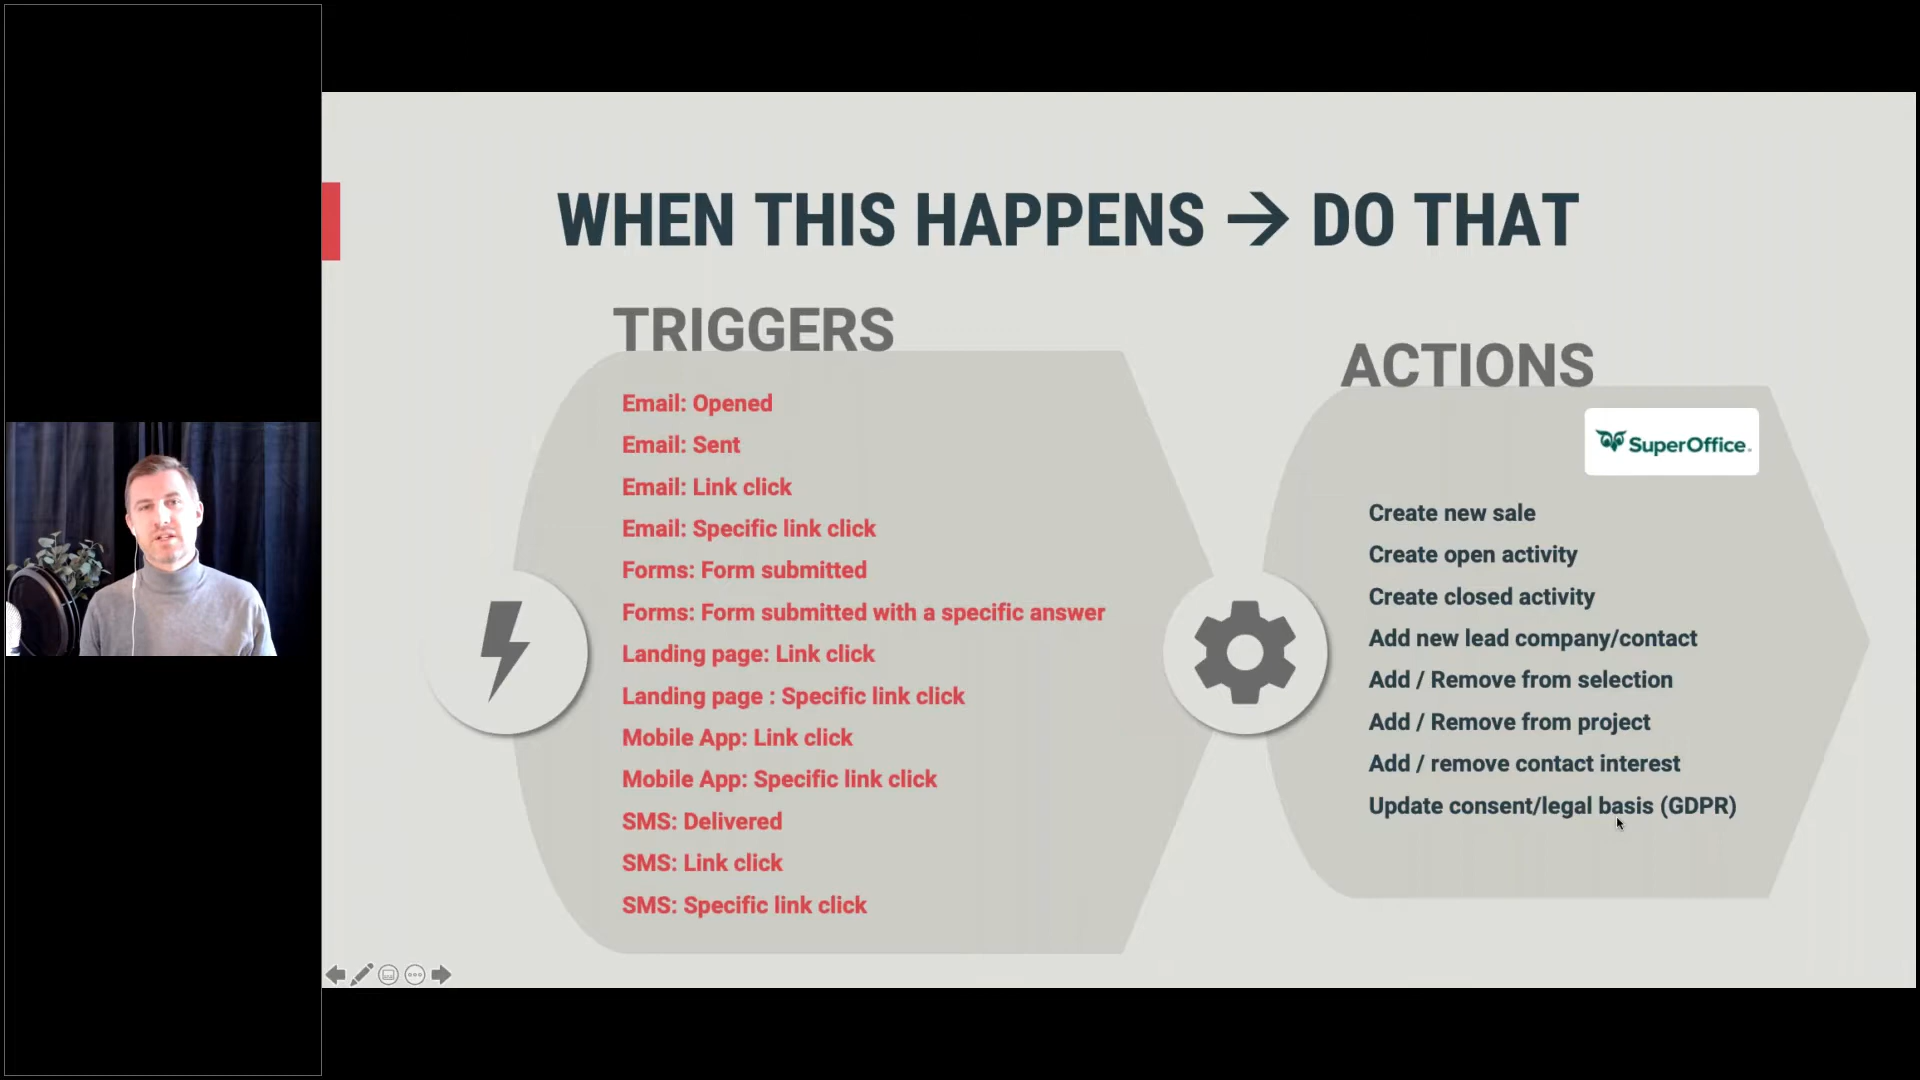 WHEN THIS HAPPENS → DO THAT
TRIGGERS
Email: Opened
Email: Sent
Email: Link click
Email: Specific link click
Forms: Form submitted
Forms: Form submitted with a specific answer
Landing page: Link click
Landing page : Specific link click
Mobile App: Link click
Mobile App: Specific link click
SMS: Delivered
SMS: Link click
SMS: Specific link click
ACTIONS
SuperOffice.
Create new sale
Create open activity
Create closed activity
Add new lead company/contact
Add / Remove from selection
Add / Remove from project
Add / remove contact interest
Update consent/legal basis (GDPR)